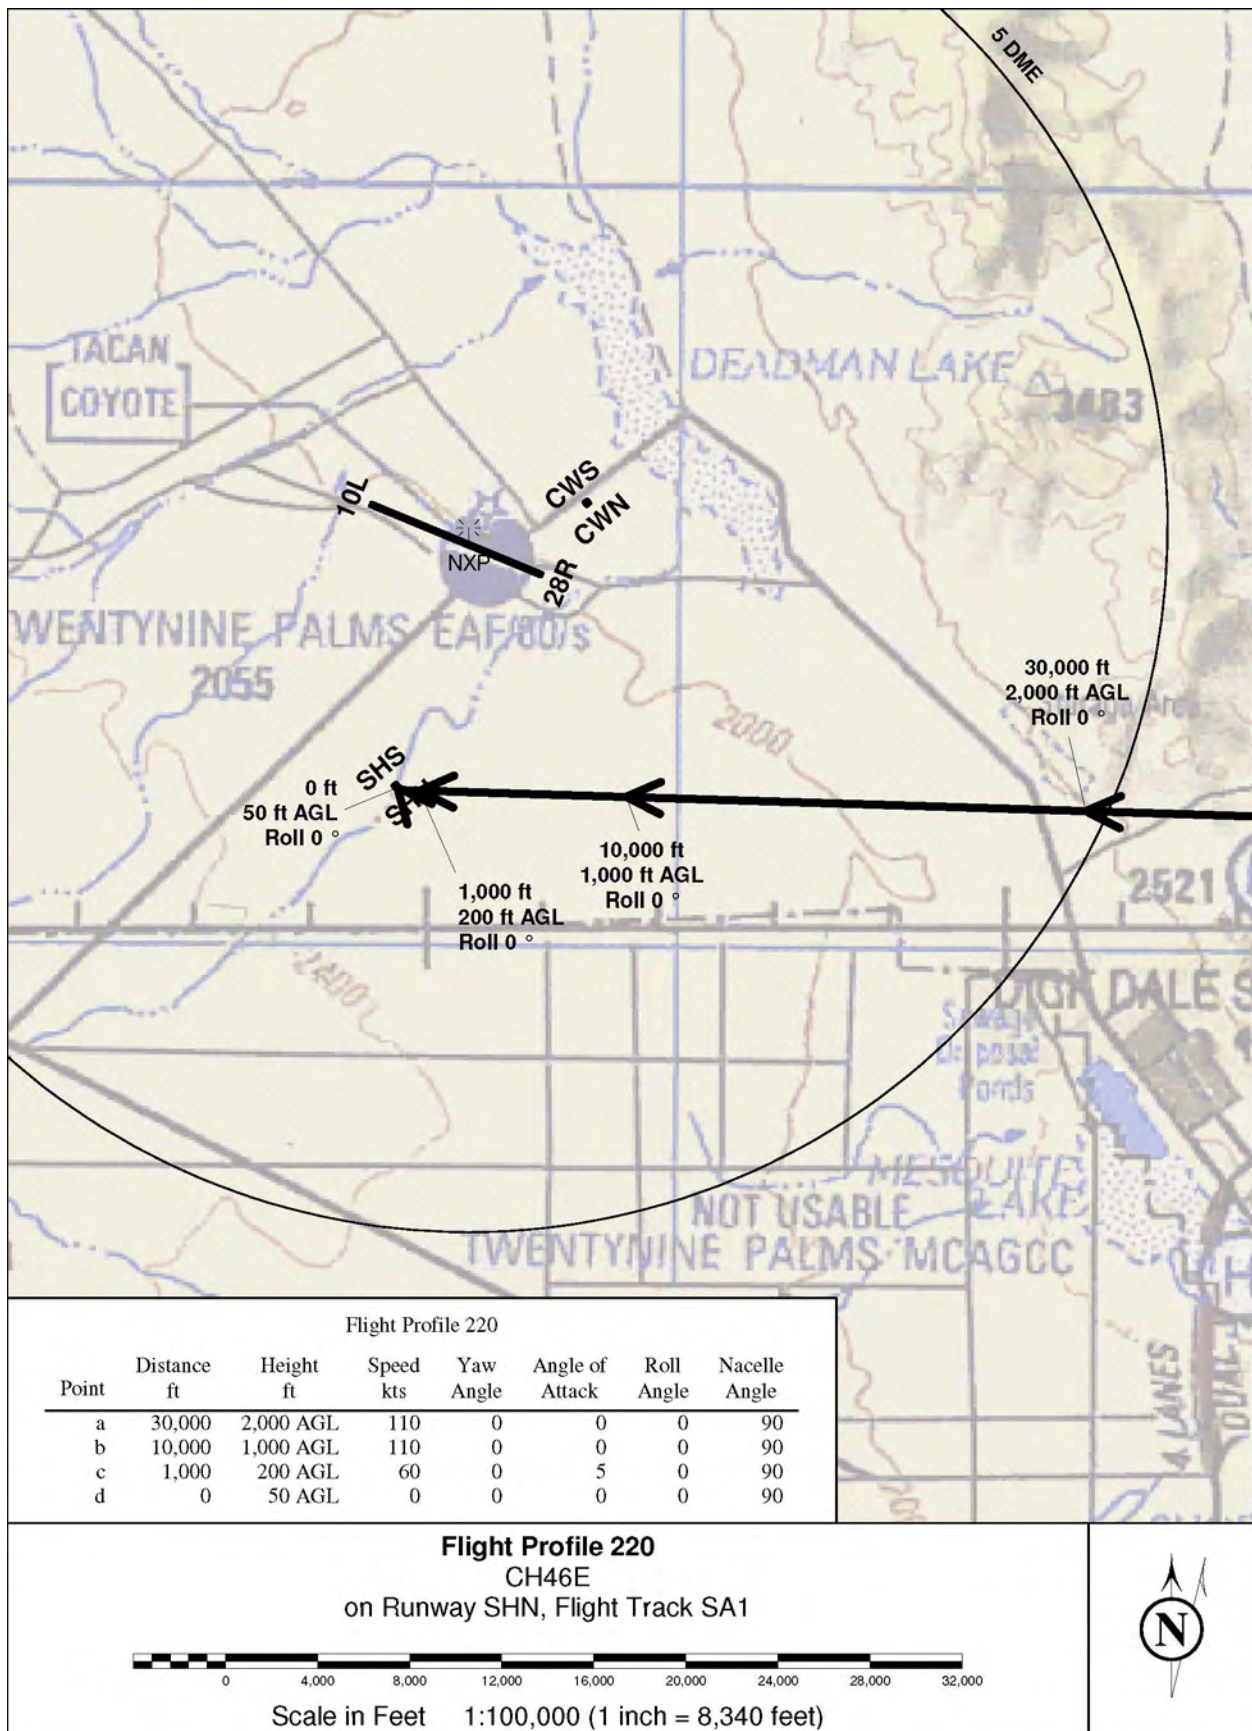 5 DME
TACAN
COYOTE
DEADMAN LAKE
3483
10L
CWS
CWN
NXP
28R
TWENTYNINE PALMS EAF/80/s
2055
2000
30,000 ft
2,000 ft AGL
Roll 0 °
SHS
0 ft
50 ft AGL
Roll 0 °
10,000 ft
1,000 ft AGL
Roll 0 °
1,000 ft
200 ft AGL
Roll 0 °
2521
2400
DICK DALE S
Sewage
Disposal
Ponds
MESQUITE
LAKE
NOT USABLE
TWENTYNINE PALMS MCAGCC
H
4 LANES
DUAL
Flight Profile 220
Distance Height Speed Yaw Angle of Roll Nacelle
Point ft ft kts Angle Attack Angle Angle
a 30,000 2,000 AGL 110 0 0 0 90
b 10,000 1,000 AGL 110 0 0 0 90
c 1,000 200 AGL 60 0 5 0 90
d 0 50 AGL 0 0 0 0 90
Flight Profile 220
CH46E
on Runway SHN, Flight Track SA1
0 4,000 8,000 12,000 16,000 20,000 24,000 28,000 32,000
Scale in Feet 1:100,000 (1 inch = 8,340 feet)
N